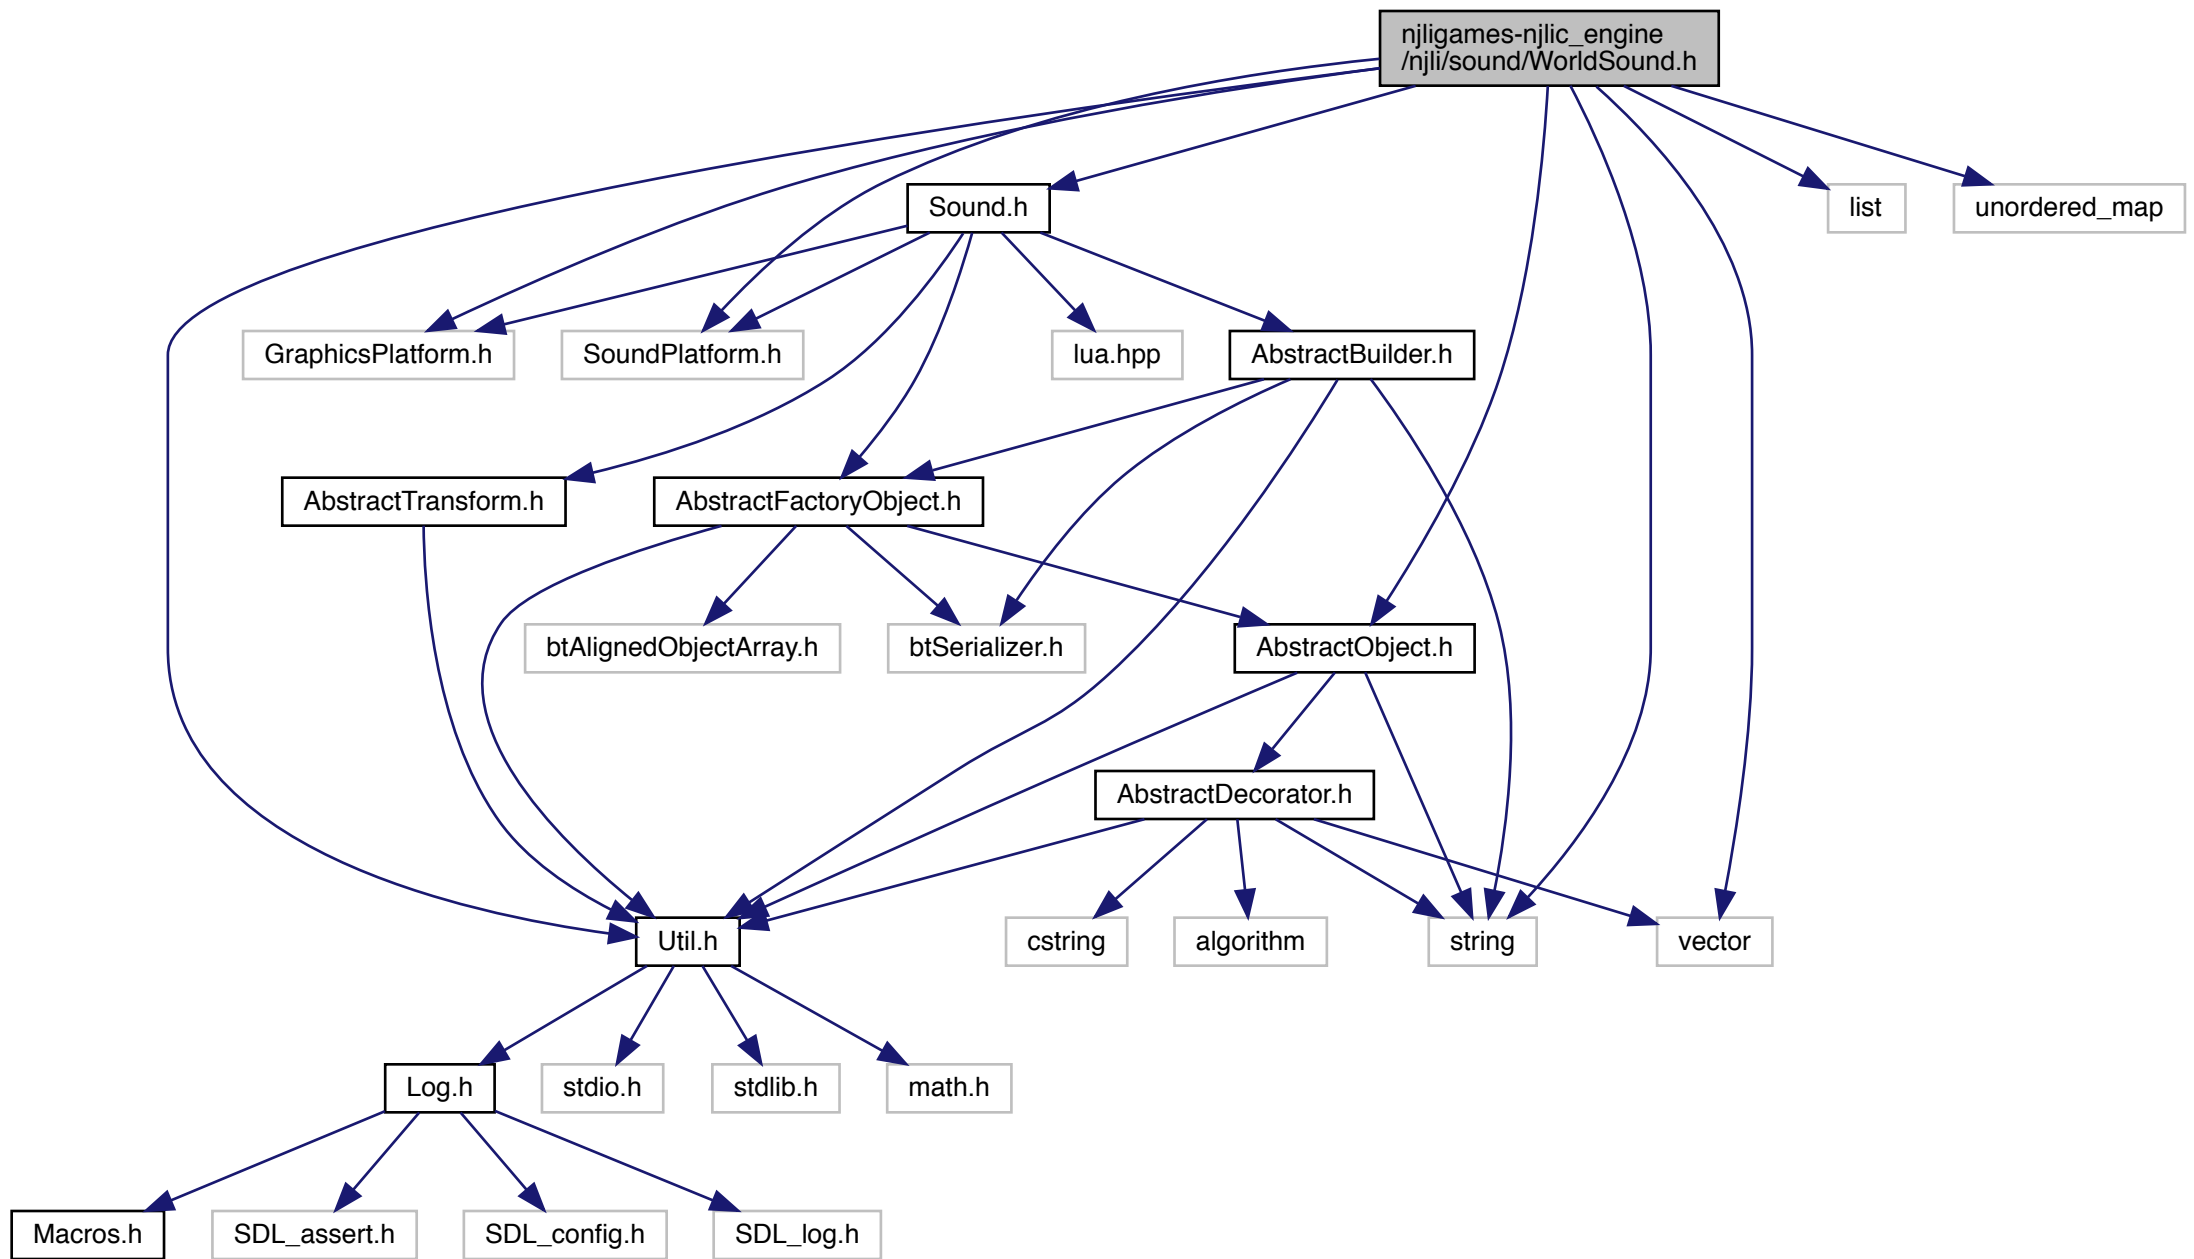 njligames-njlic_engine
/njli/sound/WorldSound.h
Sound.h
list
unordered_map
GraphicsPlatform.h
SoundPlatform.h
lua.hpp
AbstractBuilder.h
AbstractTransform.h
AbstractFactoryObject.h
btAlignedObjectArray.h
btSerializer.h
AbstractObject.h
AbstractDecorator.h
Util.h
cstring
algorithm
string
vector
Log.h
stdio.h
stdlib.h
math.h
Macros.h
SDL_assert.h
SDL_config.h
SDL_log.h